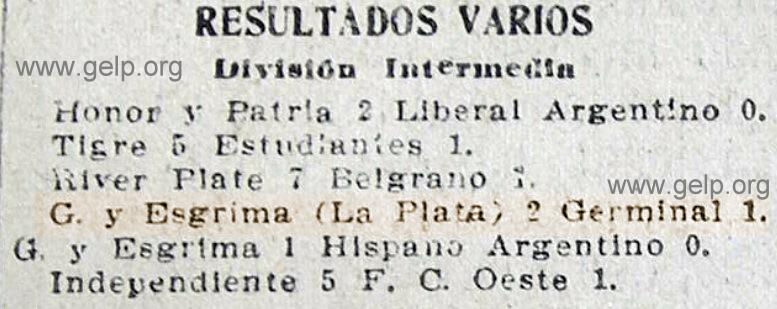 RESULTADOS VARIOS
www.gelp.org
División Intermedia
Honor y Patria 2 Liberal Argentino 0.
Tigre 5 Estudiantes 1.
River Plate 7 Belgrano
www.gelp.org
G. y Esgrima (La Plata) 2 Germinal 1.
G. y Esgrima 1 Hispano Argentino 0.
Independiente 5 F. C. Oeste 1.